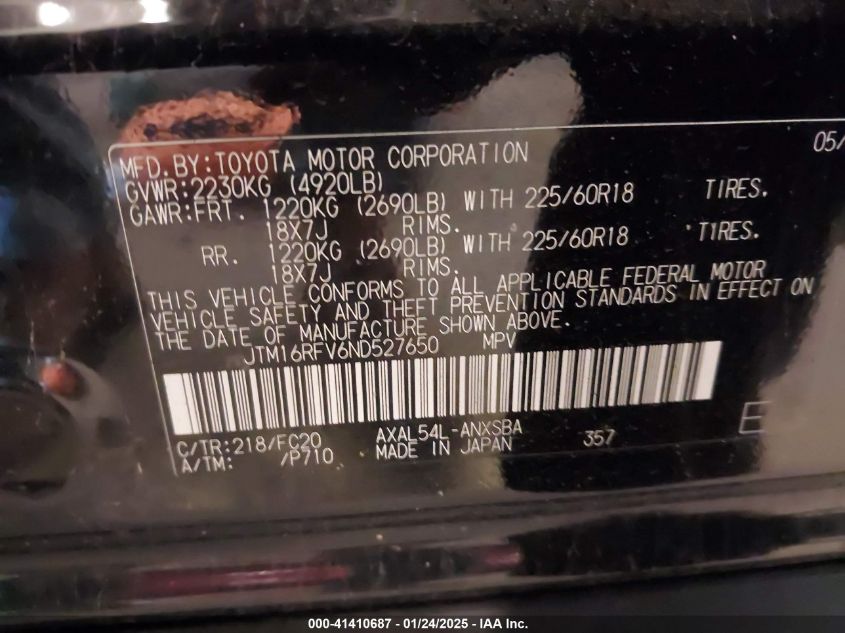 05/
MFD.BY:TOYOTA MOTOR CORPORATION
GVWR:2230KG (4920LB)
GAWR:FRT. 1220KG (2690LB) WITH 225/60R18 TIRES.
18X7J RIMS.
RR. 1220KG (2690LB) WITH 225/60R18 TIRES.
18X7J RIMS.
THIS VEHICLE CONFORMS TO ALL APPLICABLE FEDERAL MOTOR
VEHICLE SAFETY AND THEFT PREVENTION STANDARDS IN EFFECT ON
THE DATE OF MANUFACTURE SHOWN ABOVE.
JTM16RFV6ND527650 MPV
C/TR:218/FC20 AXAL54L-ANXSBA 357
A/TM: /P710 MADE IN JAPAN
000-41410687 - 01/24/2025 - IAA Inc.